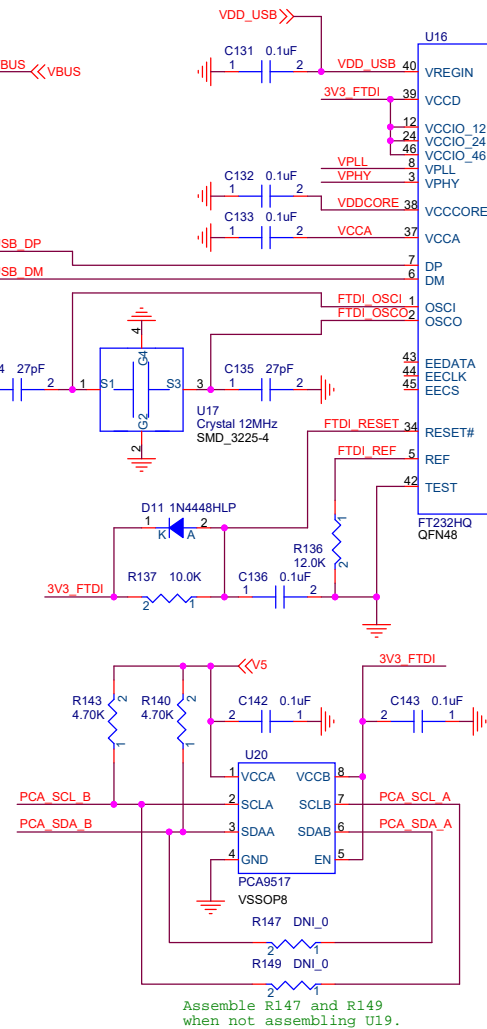 VDD_USB
C131 0.1uF
1 2
VDD_USB 40
U16
VREGIN
BUS VBUS
3V3_FTDI 39 VCCD
12 VCCIO_12
24 VCCIO_24
46 VCCIO_46
VPLL 8 VPLL
VPHY 3 VPHY
C132 0.1uF
1 2
VDDCORE 38 VCCCORE
C133 0.1uF
1 2
VCCA 37 VCCA
SB_DP 7 DP
SB_DM 6 DM
FTDI_OSCI 1 OSCI
FTDI_OSCO 2 OSCO
4
G4
4 27pF
2 1 S1 S3 3
C135 27pF
1 2
43 EEDATA
44 EECLK
45 EECS
G2
2
U17
Crystal 12MHz
SMD_3225-4
FTDI_RESET 34 RESET#
FTDI_REF 5 REF
42 TEST
D11 1N4448HLP
1 2
K A
FT232HQ
QFN48
R136
12.0K
1
2
R137 10.0K
2 1
C136 0.1uF
1 2
3V3_FTDI
V5
3V3_FTDI
R143
4.70K
2
1
R140
4.70K
2
1
C142 0.1uF
2 1
C143 0.1uF
2 1
U20
1 VCCA VCCB 8
PCA_SCL_B 2 SCLA SCLB 7 PCA_SCL_A
PCA_SDA_B 3 SDAA SDAB 6 PCA_SDA_A
4 GND EN 5
PCA9517
VSSOP8
R147 DNI_0
2 1
R149 DNI_0
2 1
Assemble R147 and R149
when not assembling U19.